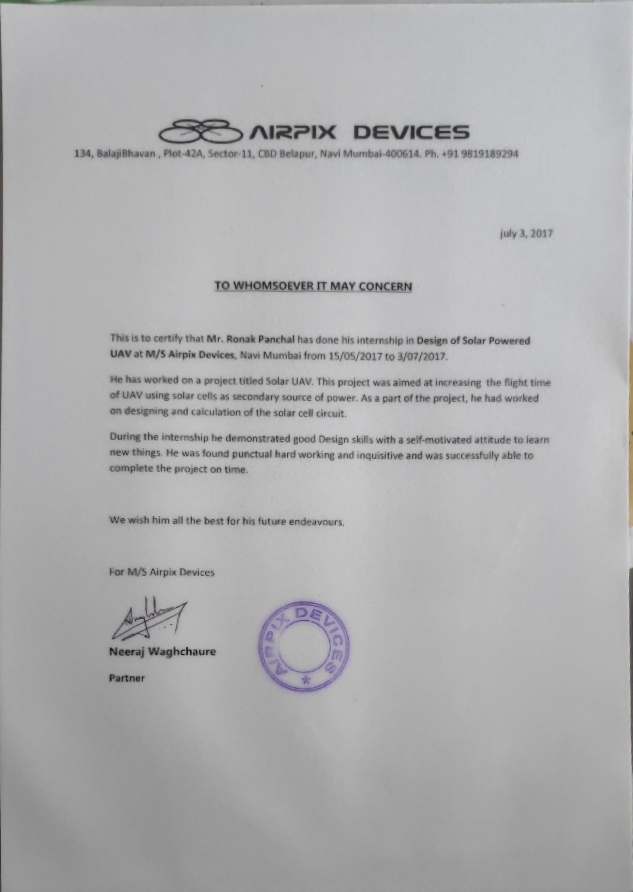 AIRPIX DEVICES
134, BalajiBhavan , Plot-42A, Sector-11, CBD Belapur, Navi Mumbai-400614. Ph. +91 9819189294
july 3, 2017
TO WHOMSOEVER IT MAY CONCERN
This is to certify that Mr. Ronak Panchal has done his internship in Design of Solar Powered
UAV at M/S Airpix Devices, Navi Mumbai from 15/05/2017 to 3/07/2017.
He has worked on a project titled Solar UAV. This project was aimed at increasing the flight time
of UAV using solar cells as secondary source of power. As a part of the project, he had worked
on designing and calculation of the solar cell circuit.
During the internship he demonstrated good Design skills with a self-motivated attitude to learn
new things. He was found punctual hard working and inquisitive and was successfully able to
complete the project on time.
We wish him all the best for his future endeavours.
For M/S Airpix Devices
Neeraj Waghchaure
Partner
AIRPIX DEVICES *